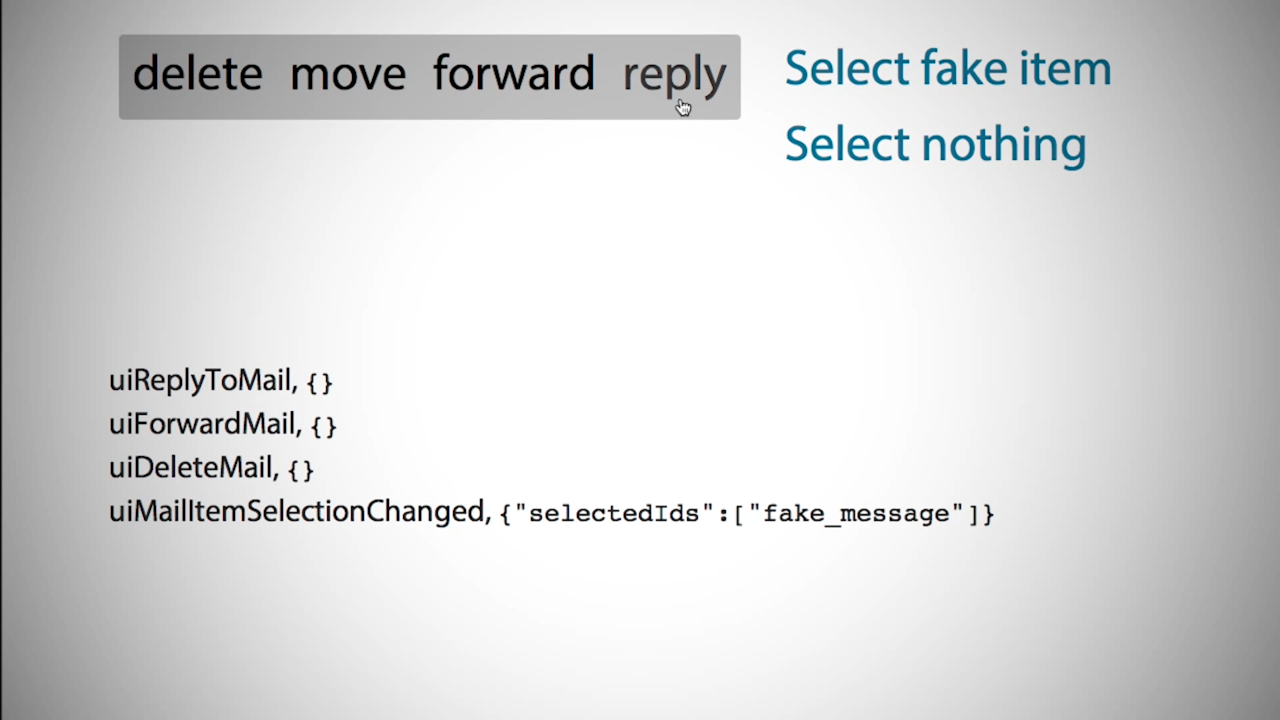 delete move forward reply
Select fake item
Select nothing
uiReplyToMail, {}
uiForwardMail, {}
uiDeleteMail, {}
uiMailItemSelectionChanged, {"selectedIds":["fake_message"]}